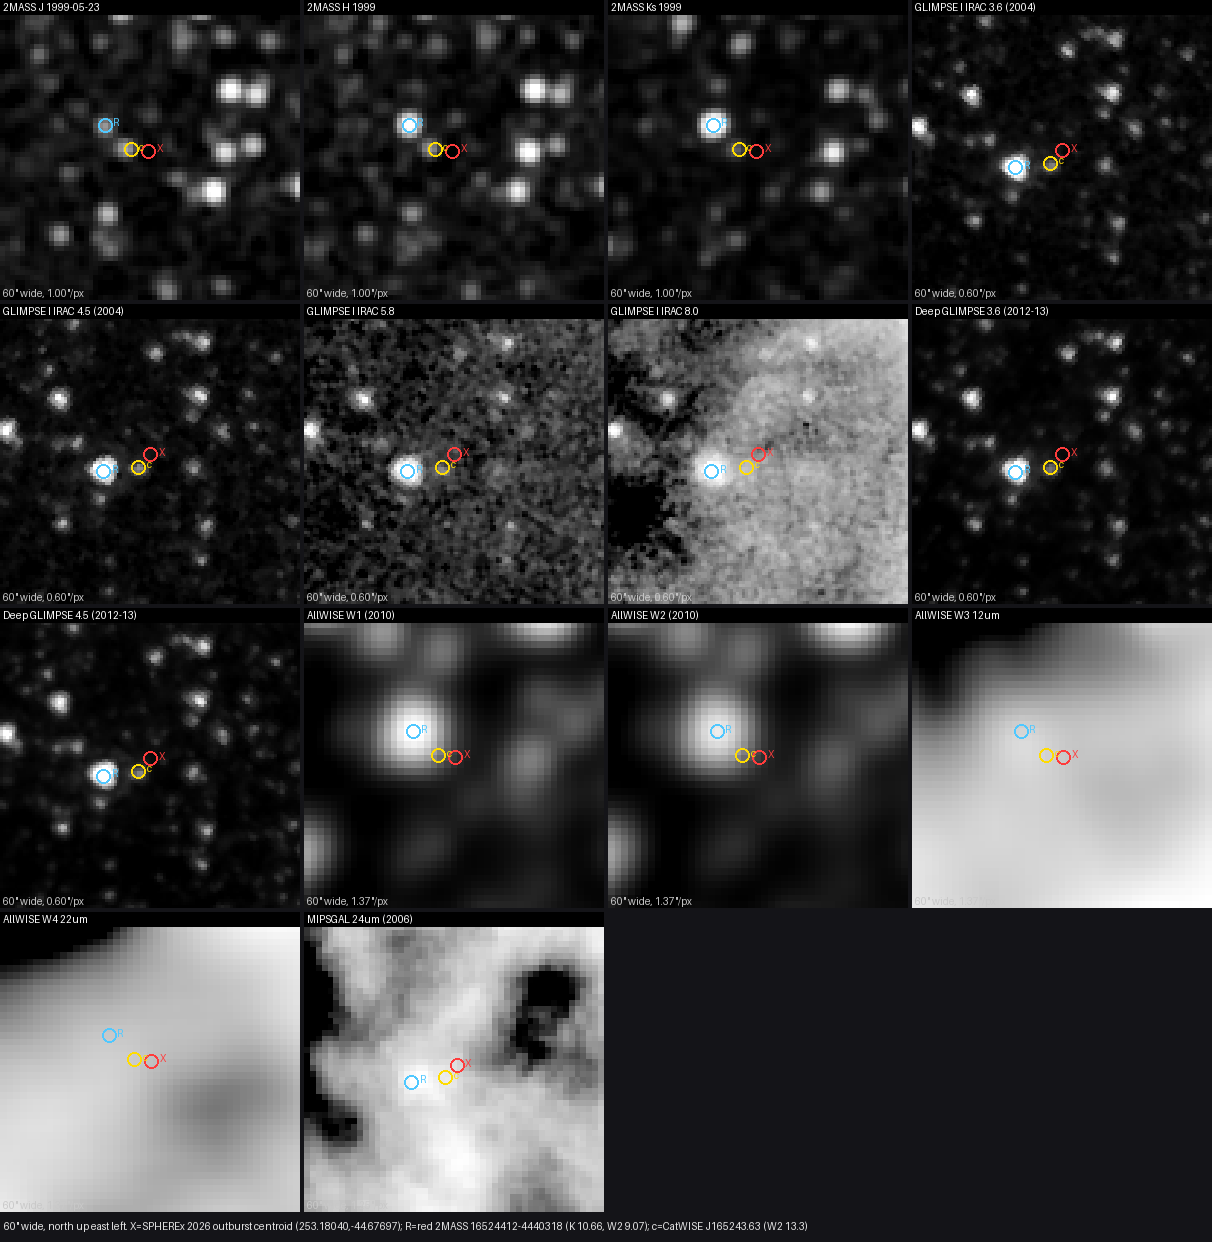 2MASS J 1999-05-23
2MASS H 1999
2MASS Ks 1999
GLIMPSE I IRAC 3.6 (2004)
R
c
X
R
c
X
R
c
X
c
X
60" wide, 1.00"/px
60" wide, 1.00"/px
60" wide, 1.00"/px
60" wide, 0.60"/px
GLIMPSE I IRAC 4.5 (2004)
GLIMPSE I IRAC 5.8
GLIMPSE I IRAC 8.0
Deep GLIMPSE 3.6 (2012-13)
c
X
c
X
R
c
X
c
X
60" wide, 0.60"/px
60" wide, 0.60"/px
60" wide, 0.60"/px
60" wide, 0.60"/px
Deep GLIMPSE 4.5 (2012-13)
AllWISE W1 (2010)
AllWISE W2 (2010)
AllWISE W3 12um
c
X
R
c
X
R
c
X
R
X
60" wide, 0.60"/px
60" wide, 1.37"/px
60" wide, 1.37"/px
AllWISE W4 22um
MIPSGAL 24um (2006)
R
X
R
X
60" wide, north up east left. X=SPHEREx 2026 outburst centroid (253.18040,-44.67697); R=red 2MASS 16524412-4440318 (K 10.66, W2 9.07); c=CatWISE J165243.63 (W2 13.3)